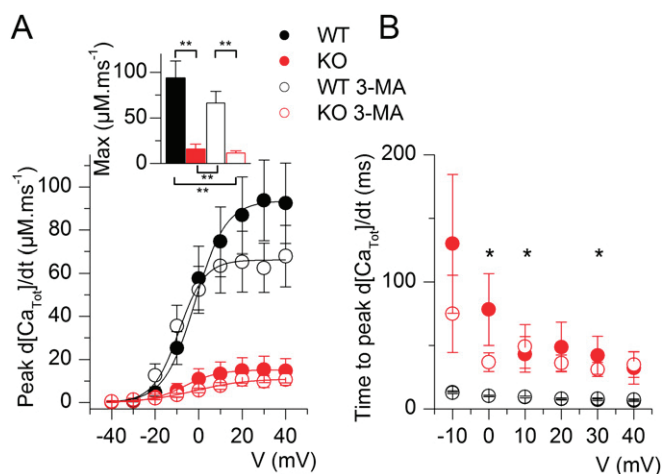 A
B
WT
KO
WT 3-MA
KO 3-MA
Max (µM.ms⁻¹)
100
50
0
** **
**
**
Peak d[Ca_Tot]/dt (µM.ms⁻¹)
100
80
60
40
20
0
-40 -20 0 20 40
V (mV)
Time to peak d[Ca_Tot]/dt (ms)
200
100
0
* * *
-10 0 10 20 30 40
V (mV)